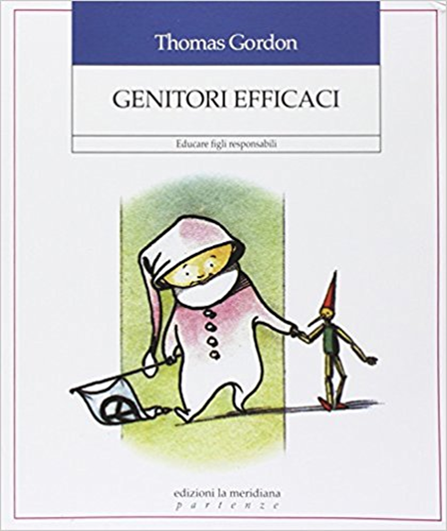 Thomas Gordon
GENITORI EFFICACI
Educare figli responsabili
edizioni la meridiana
partenze